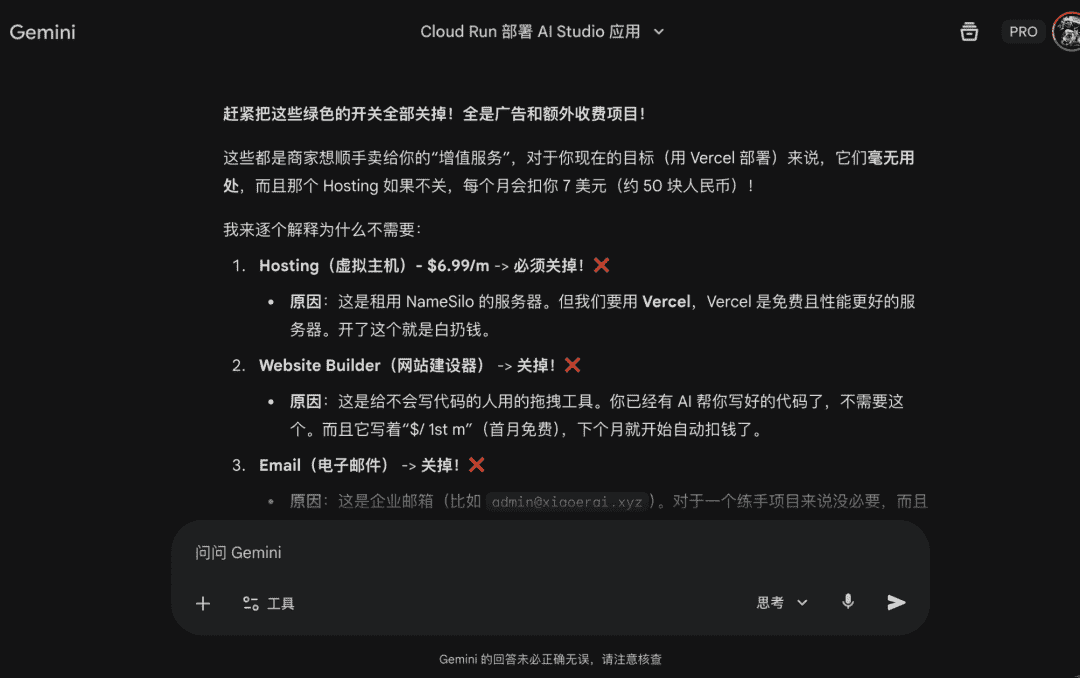 Gemini
Cloud Run 部署 AI Studio 应用
PRO
赶紧把这些绿色的开关全部关掉！全是广告和额外收费项目！
这些都是商家想顺手卖给你的“增值服务”，对于你现在的目标（用 Vercel 部署）来说，它们毫无用
处，而且那个 Hosting 如果不关，每个月会扣你 7 美元（约 50 块人民币）！
我来逐个解释为什么不需要：
1. Hosting（虚拟主机）- $6.99/m -> 必须关掉！❌
• 原因：这是租用 NameSilo 的服务器。但我们要用 Vercel，Vercel 是免费且性能更好的服
务器。开了这个就是白扔钱。
2. Website Builder（网站建设器） -> 关掉！❌
• 原因：这是给不会写代码的人用的拖拽工具。你已经有 AI 帮你写好的代码了，不需要这
个。而且它写着“$/ 1st m”（首月免费），下个月就开始自动扣钱了。
3. Email（电子邮件） -> 关掉！❌
• 原因：这是企业邮箱（比如 admin@xiaoerai.xyz）。对于一个练手项目来说没必要，而且
问问 Gemini
工具
思考
Gemini 的回答未必正确无误，请注意核查